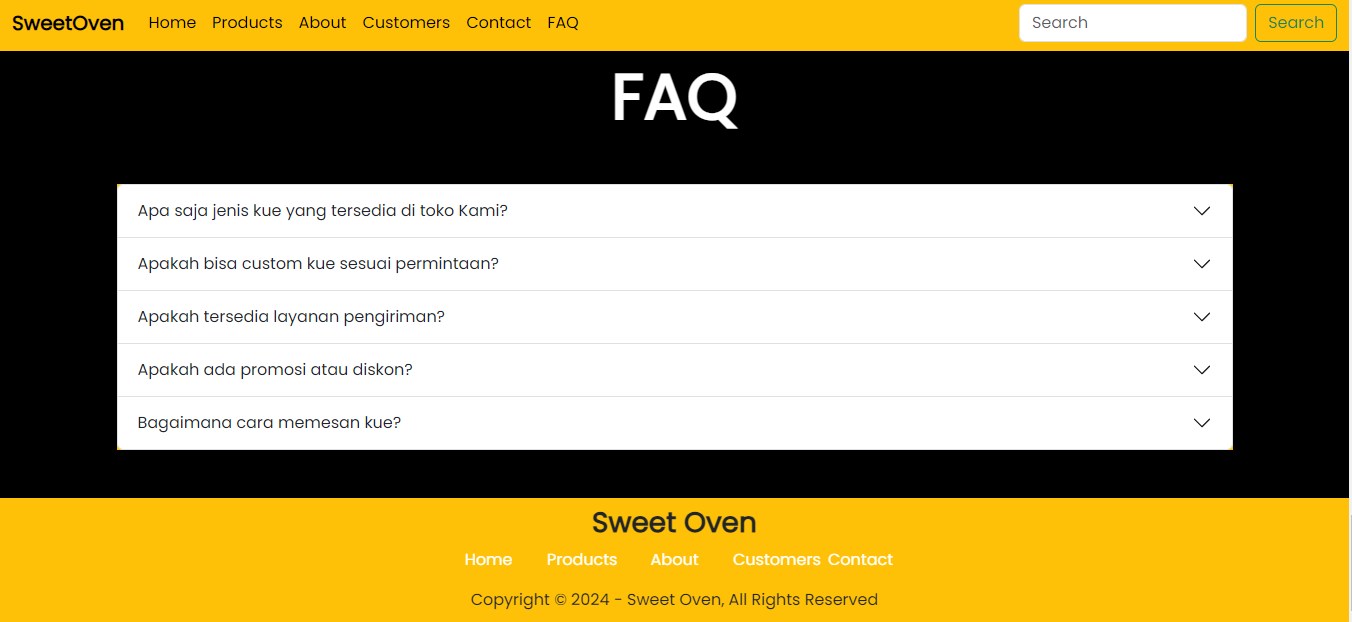 SweetOven Home Products About Customers Contact FAQ Search Search
FAQ
Apa saja jenis kue yang tersedia di toko Kami?
Apakah bisa custom kue sesuai permintaan?
Apakah tersedia layanan pengiriman?
Apakah ada promosi atau diskon?
Bagaimana cara memesan kue?
Sweet Oven
Home Products About Customers Contact
Copyright © 2024 - Sweet Oven, All Rights Reserved